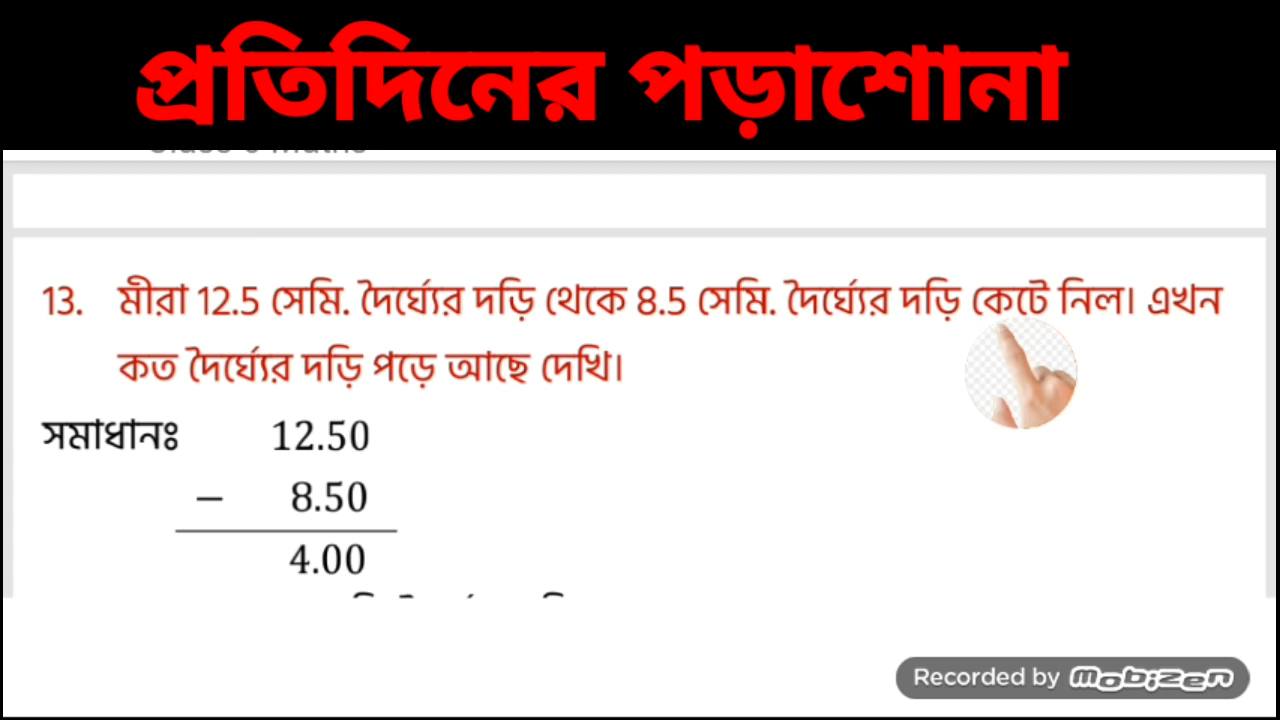 প্রতিদিনের পড়াশোনা
13. মীরা 12.5 সেমি. দৈর্ঘ্যের দড়ি থেকে 8.5 সেমি. দৈর্ঘ্যের দড়ি কেটে নিল। এখন
কত দৈর্ঘ্যের দড়ি পড়ে আছে দেখি।
সমাধানঃ 12.50
− 8.50
4.00
Recorded by mobizen